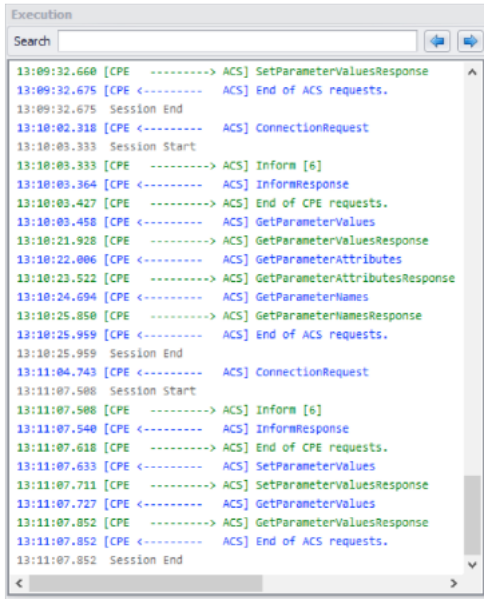 Execution
Search
13:09:32.660 [CPE ---------> ACS] SetParameterValuesResponse
13:09:32.675 [CPE <--------- ACS] End of ACS requests.
13:09:32.675 Session End
13:10:02.318 [CPE <--------- ACS] ConnectionRequest
13:10:03.333 Session Start
13:10:03.333 [CPE ---------> ACS] Inform [6]
13:10:03.364 [CPE <--------- ACS] InformResponse
13:10:03.427 [CPE ---------> ACS] End of CPE requests.
13:10:03.458 [CPE <--------- ACS] GetParameterValues
13:10:21.928 [CPE ---------> ACS] GetParameterValuesResponse
13:10:22.006 [CPE <--------- ACS] GetParameterAttributes
13:10:23.522 [CPE ---------> ACS] GetParameterAttributesResponse
13:10:24.694 [CPE <--------- ACS] GetParameterNames
13:10:25.850 [CPE ---------> ACS] GetParameterNamesResponse
13:10:25.959 [CPE <--------- ACS] End of ACS requests.
13:10:25.959 Session End
13:11:04.743 [CPE <--------- ACS] ConnectionRequest
13:11:07.508 Session Start
13:11:07.508 [CPE ---------> ACS] Inform [6]
13:11:07.540 [CPE <--------- ACS] InformResponse
13:11:07.618 [CPE ---------> ACS] End of CPE requests.
13:11:07.633 [CPE <--------- ACS] SetParameterValues
13:11:07.711 [CPE ---------> ACS] SetParameterValuesResponse
13:11:07.727 [CPE <--------- ACS] GetParameterValues
13:11:07.852 [CPE ---------> ACS] GetParameterValuesResponse
13:11:07.852 [CPE <--------- ACS] End of ACS requests.
13:11:07.852 Session End